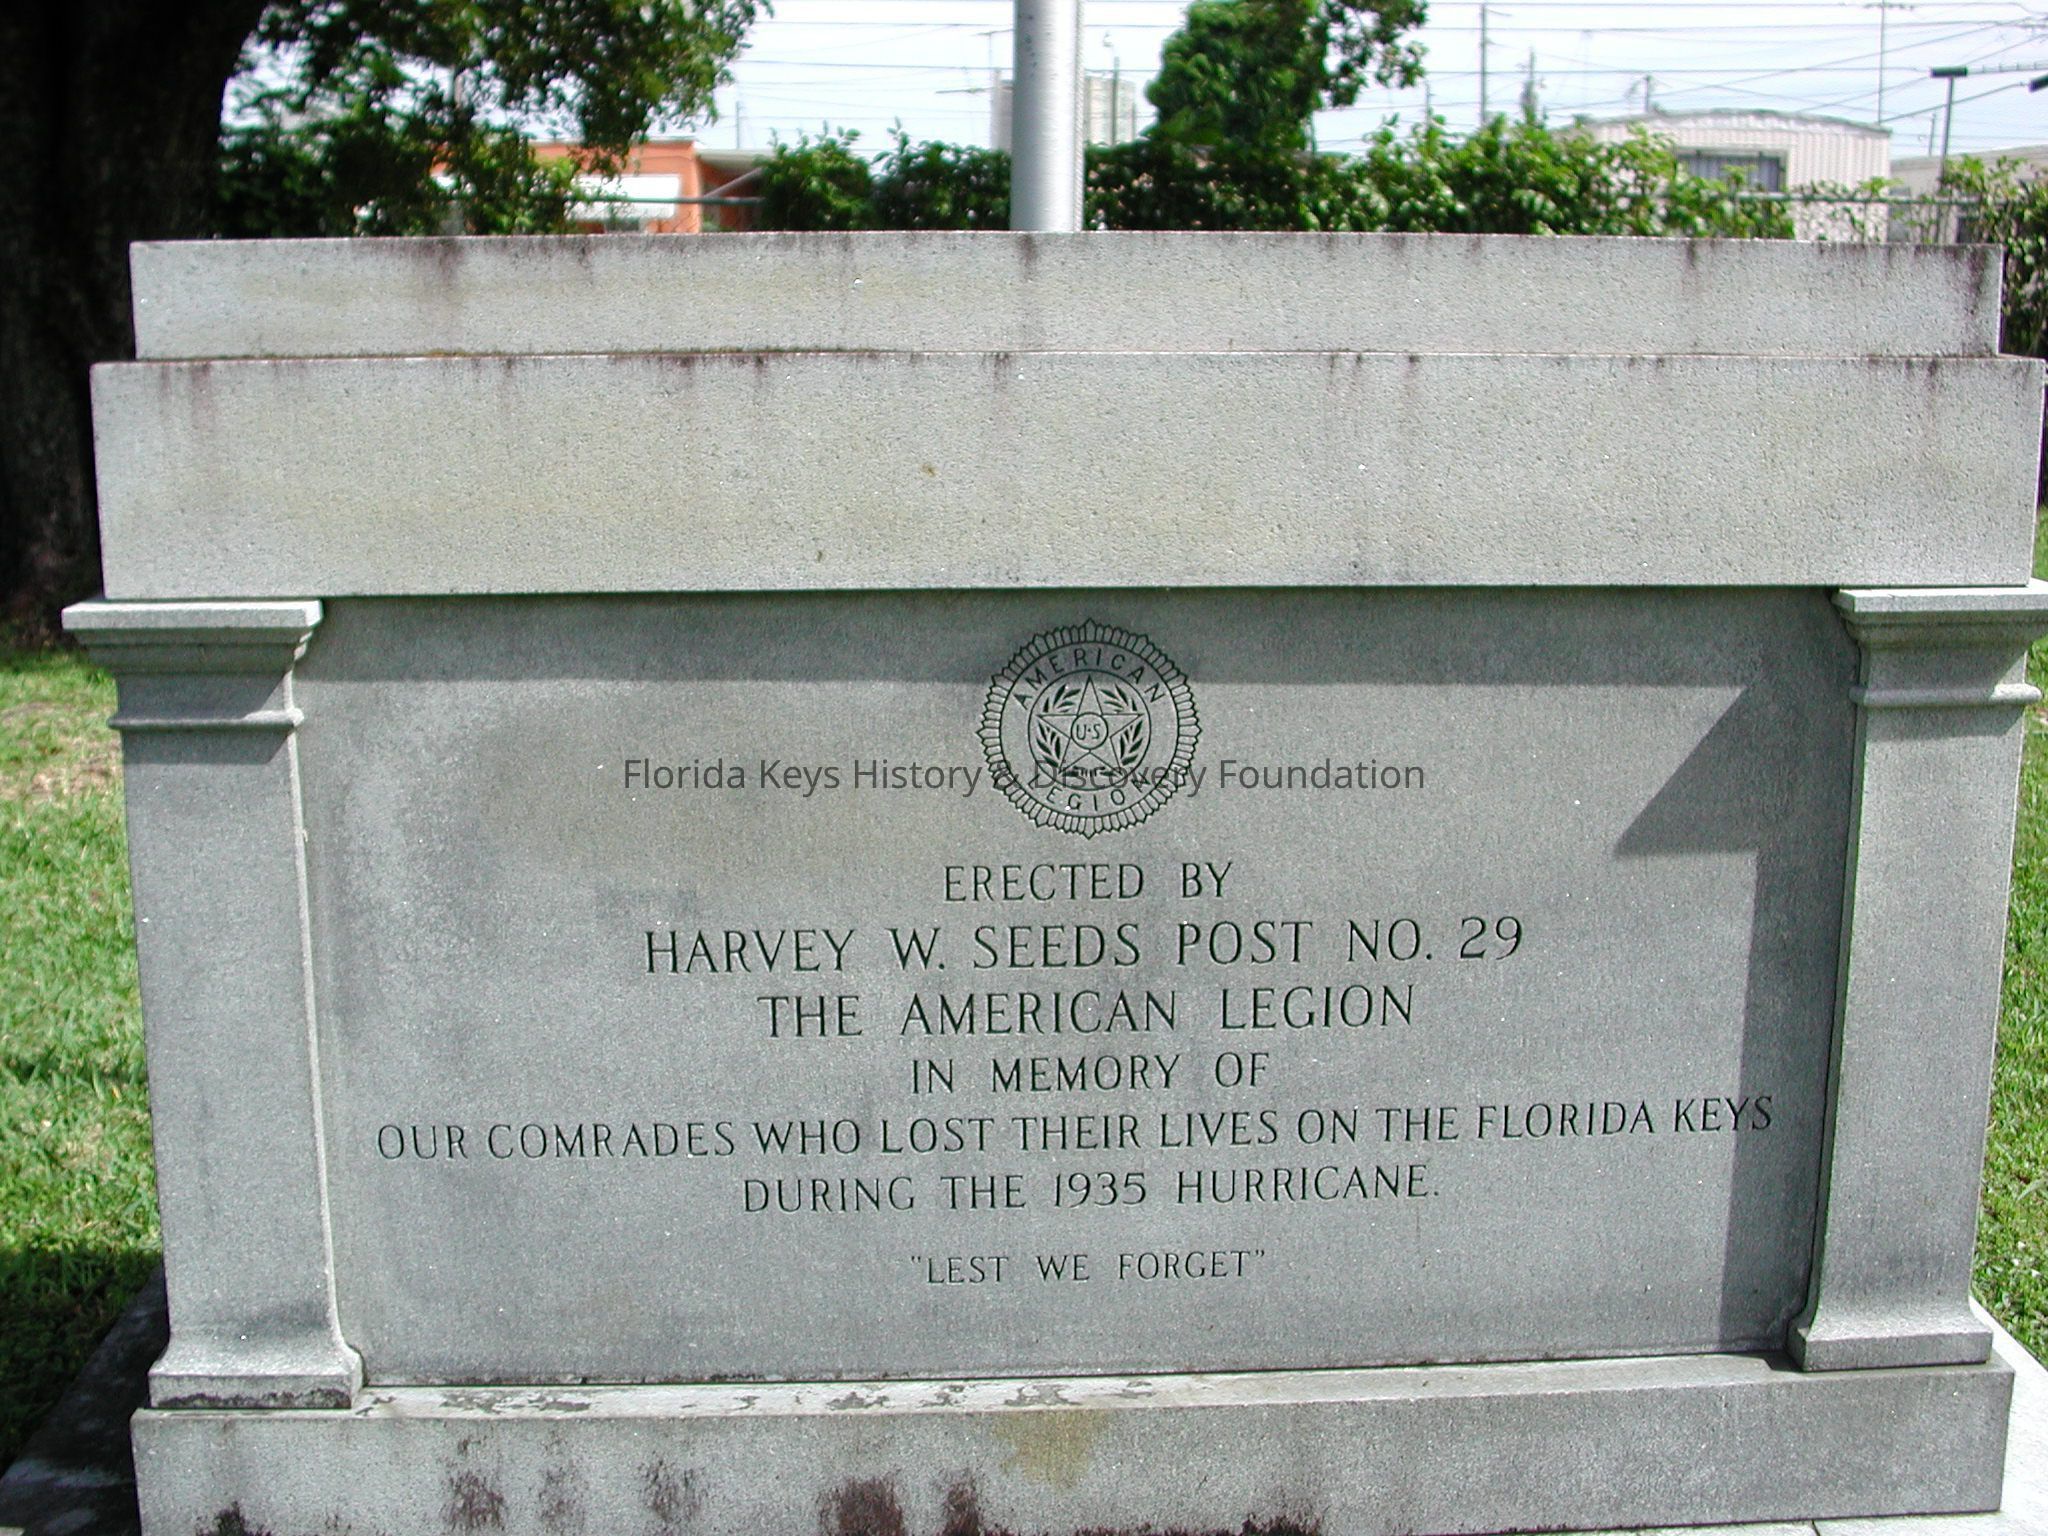 AMERICAN
U·S
LEGION
Florida Keys History & Discovery Foundation
ERECTED BY
HARVEY W. SEEDS POST NO. 29
THE AMERICAN LEGION
IN MEMORY OF
OUR COMRADES WHO LOST THEIR LIVES ON THE FLORIDA KEYS
DURING THE 1935 HURRICANE.
"LEST WE FORGET"